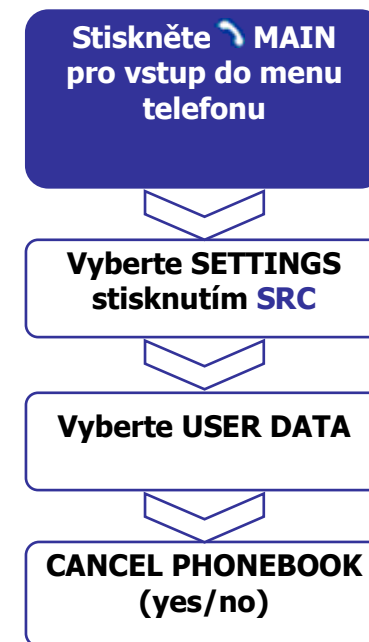 Stiskněte MAIN
pro vstup do menu
telefonu
Vyberte SETTINGS
stisknutím SRC
Vyberte USER DATA
CANCEL PHONEBOOK
(yes/no)